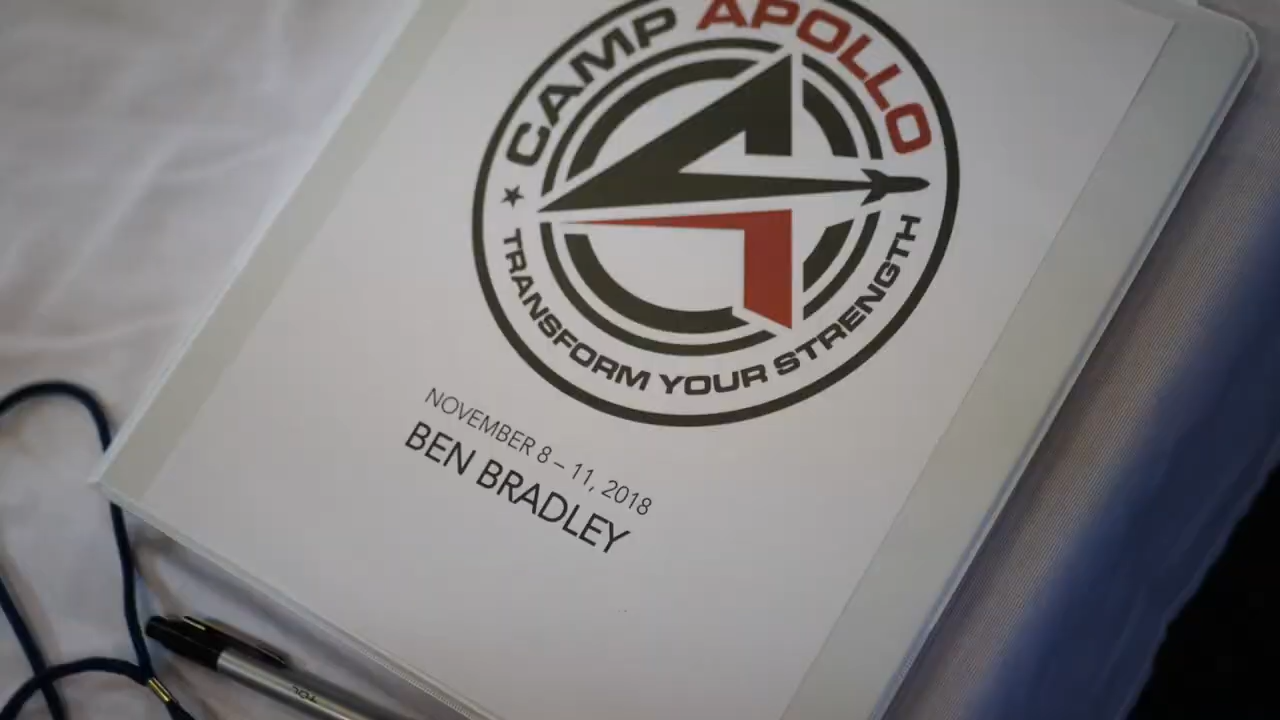 CAMP APOLLO
TRANSFORM YOUR STRENGTH
NOVEMBER 8 – 11, 2018
BEN BRADLEY